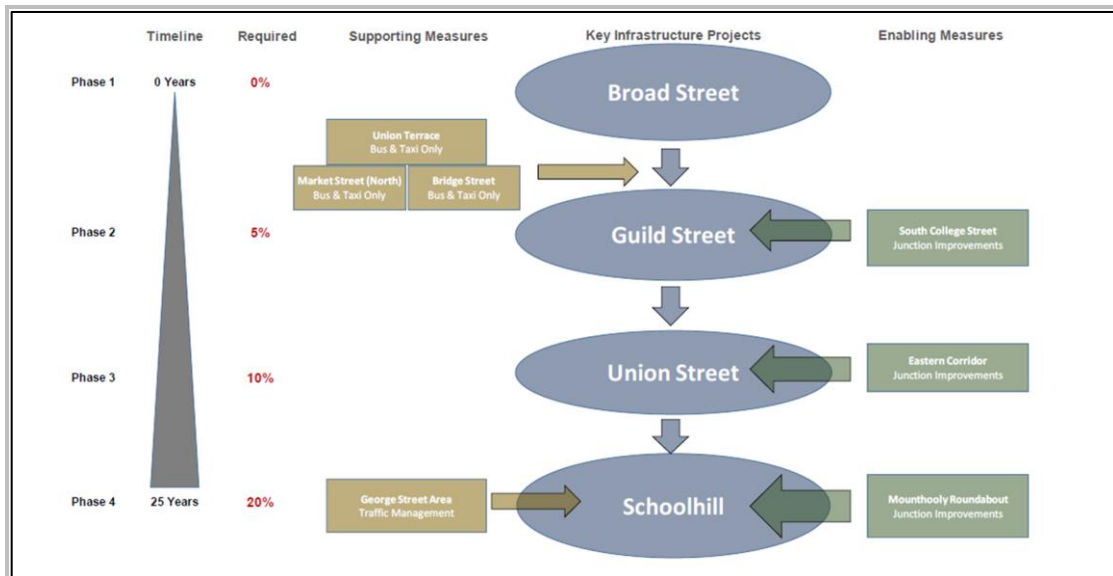 Timeline Required Supporting Measures Key Infrastructure Projects Enabling Measures
Phase 1 0 Years 0% Broad Street
Union Terrace
Bus & Taxi Only
Market Street (North) Bridge Street
Bus & Taxi Only Bus & Taxi Only
Phase 2 5% Guild Street
South College Street
Junction Improvements
Phase 3 10% Union Street
Eastern Corridor
Junction Improvements
Phase 4 25 Years 20% Schoolhill
George Street Area
Traffic Management
Mounthooly Roundabout
Junction Improvements